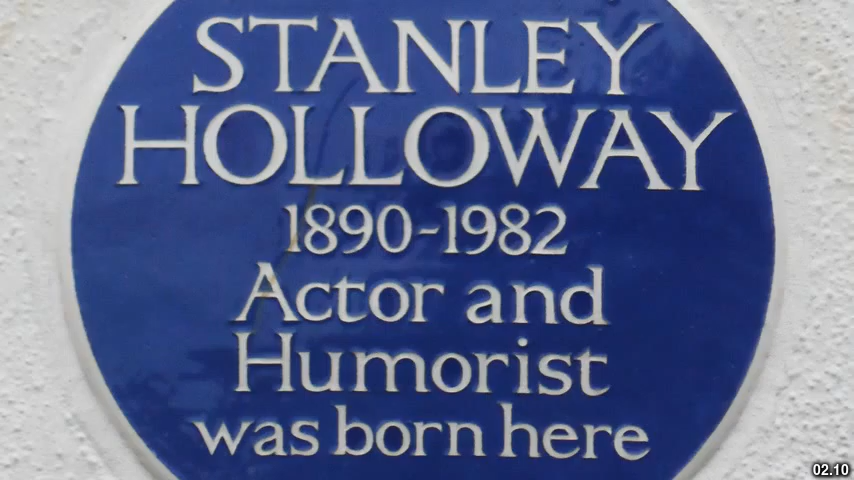 STANLEY
HOLLOWAY
1890-1982
Actor and
Humorist
was born here
02.10